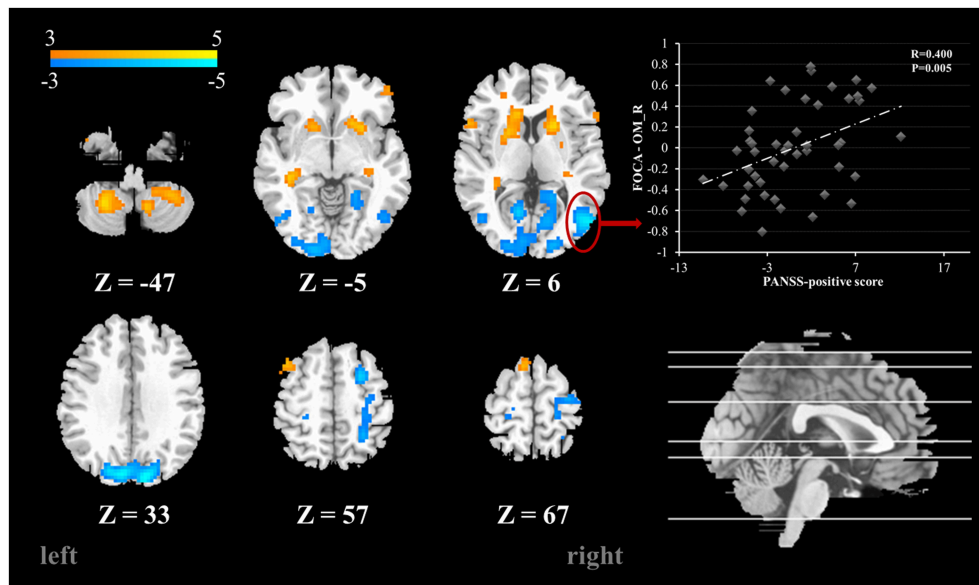 3 5
-3 -5
Z = -47
Z = -5
Z = 6
R=0.400
P=0.005
FOCA - OM_R
1
0.8
0.6
0.4
0.2
0
-0.2
-0.4
-0.6
-0.8
-1
-13 -3 7 17
PANSS-positive score
Z = 33
Z = 57
Z = 67
left
right